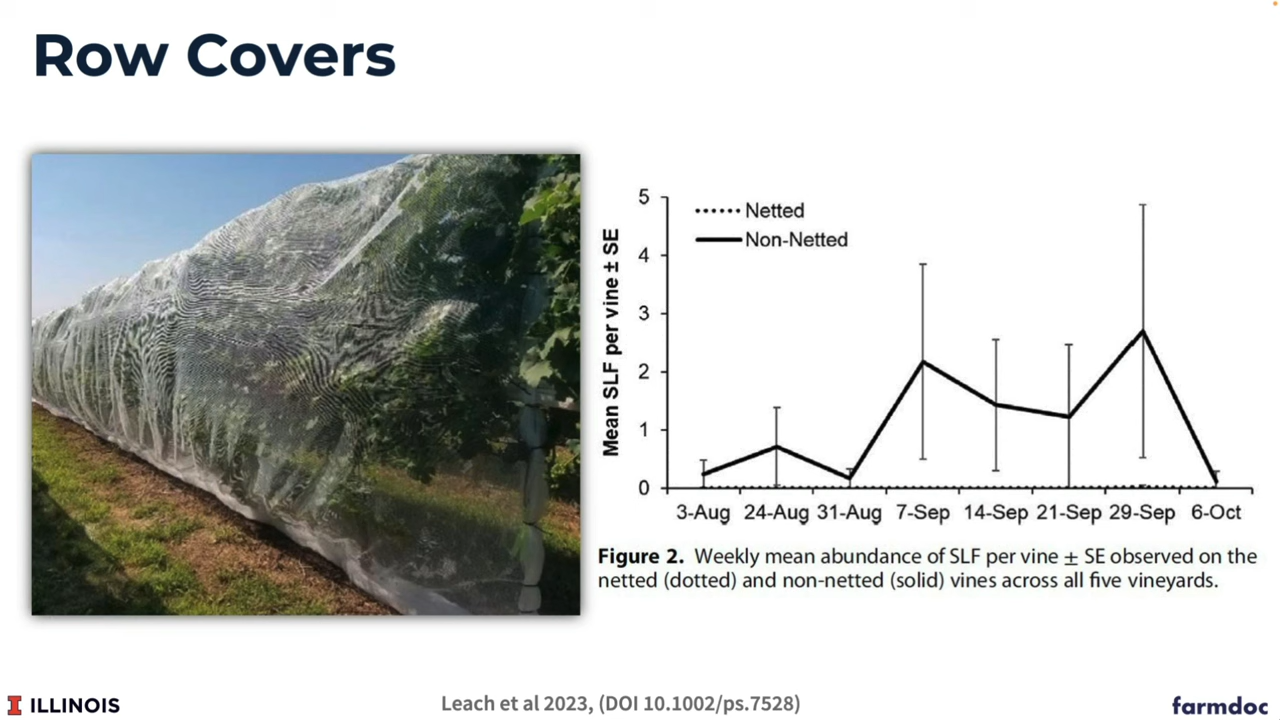 Row Covers
5
4
3
2
1
0
Mean SLF per vine ± SE
Netted
Non-Netted
3-Aug 24-Aug 31-Aug 7-Sep 14-Sep 21-Sep 29-Sep 6-Oct
Figure 2. Weekly mean abundance of SLF per vine ± SE observed on the
netted (dotted) and non-netted (solid) vines across all five vineyards.
I ILLINOIS
Leach et al 2023, (DOI 10.1002/ps.7528)
farmdoc